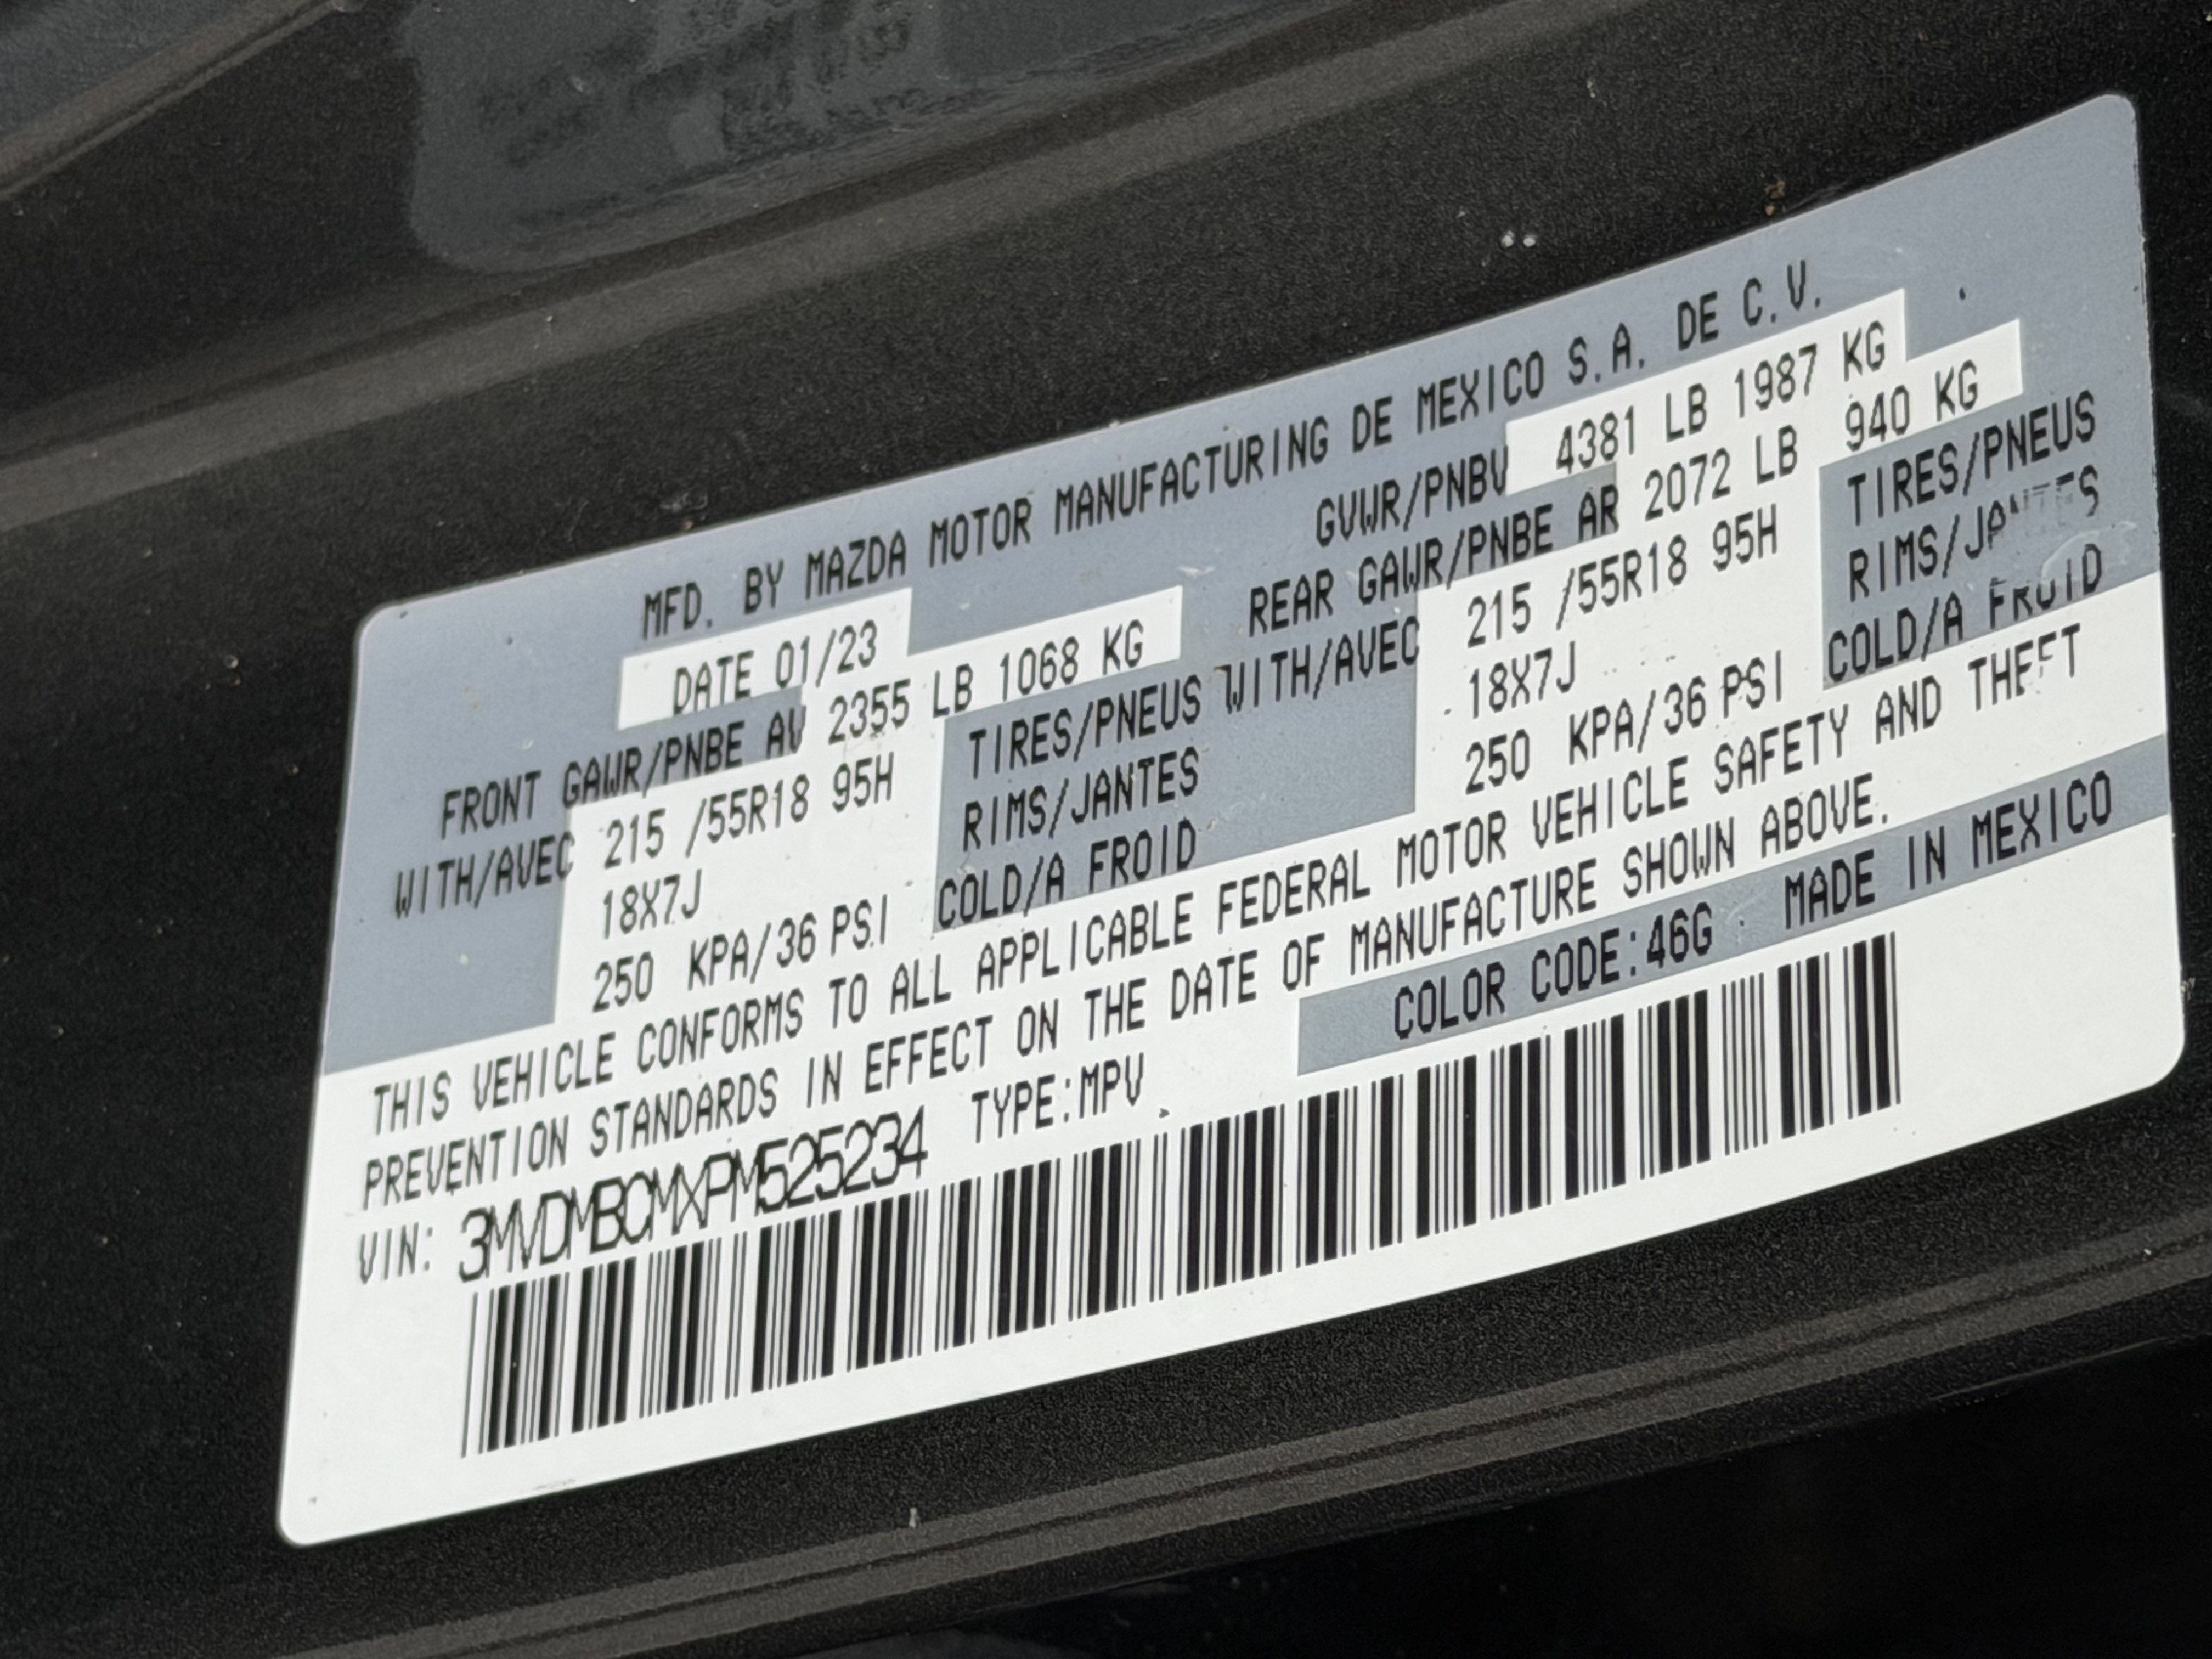 MFD. BY MAZDA MOTOR MANUFACTURING DE MEXICO S.A. DE C.V.
DATE 01/23 GVWR/PNBV 4381 LB 1987 KG
FRONT GAWR/PNBE AV 2355 LB 1068 KG REAR GAWR/PNBE AR 2072 LB 940 KG
WITH/AVEC 215 /55R18 95H TIRES/PNEUS WITH/AVEC 215 /55R18 95H TIRES/PNEUS
18X7J RIMS/JANTES 18X7J RIMS/JANTES
250 KPA/36 PSI COLD/A FROID 250 KPA/36 PSI COLD/A FROID
THIS VEHICLE CONFORMS TO ALL APPLICABLE FEDERAL MOTOR VEHICLE SAFETY AND THEFT
PREVENTION STANDARDS IN EFFECT ON THE DATE OF MANUFACTURE SHOWN ABOVE.
VIN: 3MVDMBCMXPM525234 TYPE:MPV COLOR CODE:46G MADE IN MEXICO